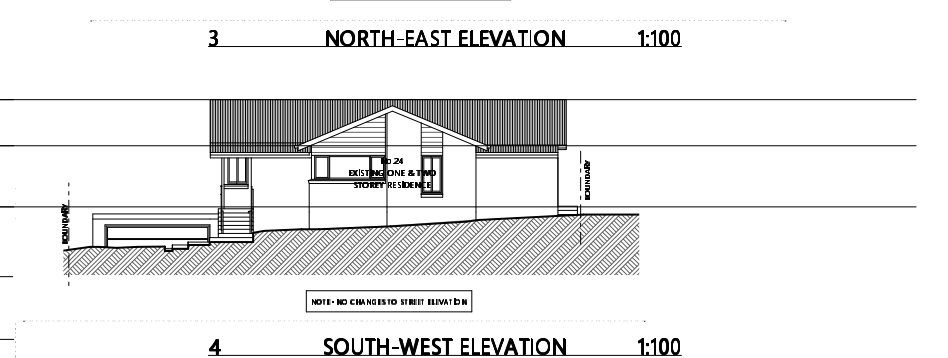 3 NORTH-EAST ELEVATION 1:100
No.24
EXISTING ONE & TWO
STOREY RESIDENCE
BOUNDARY
BOUNDARY
NOTE - NO CHANGES TO STREET ELEVATION
4 SOUTH-WEST ELEVATION 1:100